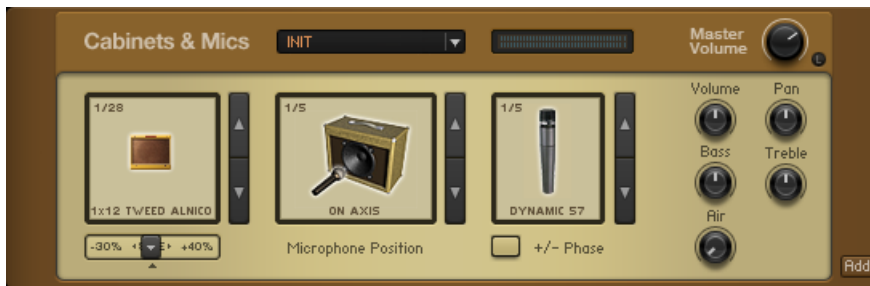 Cabinets & Mics
INIT
Master Volume
L
1/28
1x12 TWEED ALNICO
1/5
ON AXIS
1/5
DYNAMIC 57
Volume
Pan
Bass
Treble
Air
-30%
+40%
Microphone Position
+/- Phase
Add